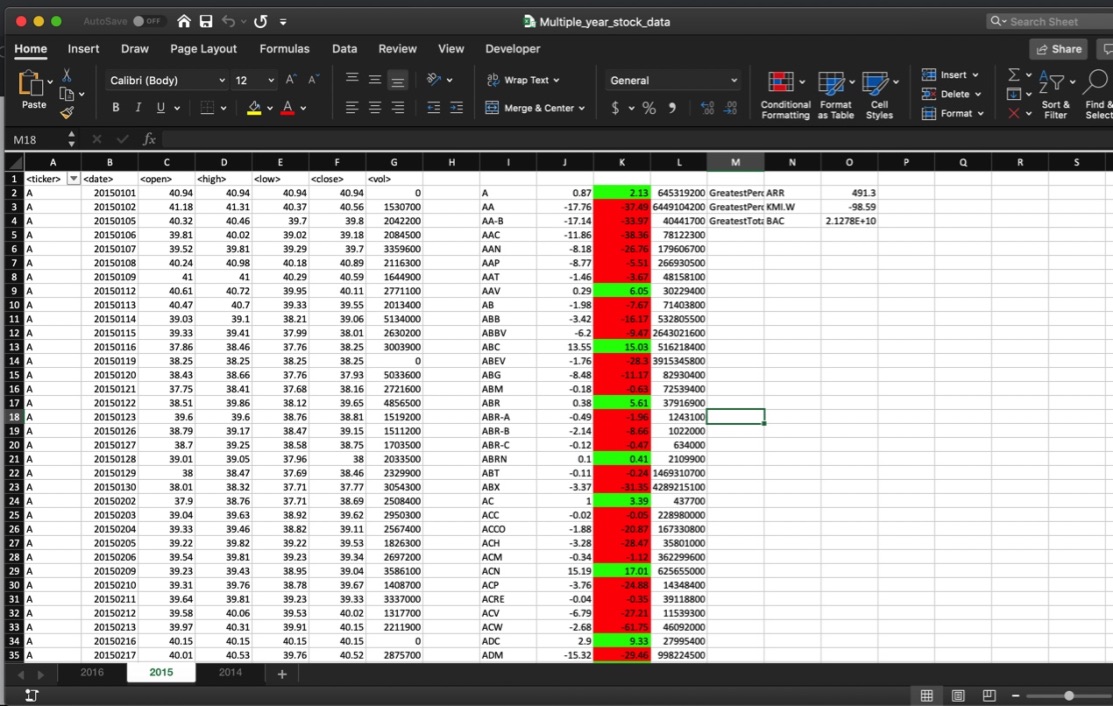 AutoSave OFF Multiple_year_stock_data Search Sheet
Home Insert Draw Page Layout Formulas Data Review View Developer Share
Paste Calibri (Body) 12 A A Wrap Text General Conditional Formatting Format as Table Cell Styles Insert Delete Format Sort & Filter Find & Select
B I U A Merge & Center $ %
M18 fx
A B C D E F G H I J K L M N O P Q R S
1 <ticker> <date> <open> <high> <low> <close> <vol>
2 A 20150101 40.94 40.94 40.94 40.94 0 A 0.87 2.13 645319200 GreatestPerc ARR 491.3
3 A 20150102 41.18 41.31 40.37 40.56 1530700 AA -17.76 -37.49 6449104200 GreatestPerc KMI.W -98.59
4 A 20150105 40.32 40.46 39.7 39.8 2042200 AA-B -17.14 -33.97 40441700 GreatestTota BAC 2.1278E+10
5 A 20150106 39.81 40.02 39.02 39.18 2084500 AAC -11.86 -38.36 78122300
6 A 20150107 39.52 39.81 39.29 39.7 3359600 AAN -8.18 -26.76 179606700
7 A 20150108 40.24 40.98 40.18 40.89 2116300 AAP -8.77 -5.51 266930500
8 A 20150109 41 41 40.29 40.59 1644900 AAT -1.46 -3.67 48158100
9 A 20150112 40.61 40.72 39.95 40.11 2771100 AAV 0.29 6.05 30229400
10 A 20150113 40.47 40.7 39.33 39.55 2013400 AB -1.98 -7.67 71403800
11 A 20150114 39.03 39.1 38.21 39.06 5134000 ABB -3.42 -16.17 532805500
12 A 20150115 39.33 39.41 37.99 38.01 2630200 ABBV -6.2 -9.47 2643021600
13 A 20150116 37.86 38.46 37.76 38.25 3003900 ABC 13.55 15.03 516218400
14 A 20150119 38.25 38.25 38.25 38.25 0 ABEV -1.76 -28.3 3915345800
15 A 20150120 38.43 38.66 37.76 37.93 5033600 ABG -8.48 -11.17 82930400
16 A 20150121 37.75 38.41 37.68 38.16 2721600 ABM -0.18 -0.63 72539400
17 A 20150122 38.51 39.86 38.12 39.65 4856500 ABR 0.38 5.61 37916900
18 A 20150123 39.6 39.6 38.76 38.81 1519200 ABR-A -0.49 -1.96 1243100
19 A 20150126 38.79 39.17 38.47 39.15 1511200 ABR-B -2.14 -8.66 1022000
20 A 20150127 38.7 39.25 38.58 38.75 1703500 ABR-C -0.12 -0.47 634000
21 A 20150128 39.01 39.05 37.96 38 2033500 ABRN 0.1 0.41 2109900
22 A 20150129 38 38.47 37.69 38.46 2329900 ABT -0.11 -0.24 1469310700
23 A 20150130 38.01 38.32 37.71 37.77 3054300 ABX -3.37 -31.35 4289215100
24 A 20150202 37.9 38.76 37.71 38.69 2508400 AC 1 3.39 437700
25 A 20150203 39.04 39.63 38.92 39.62 2950300 ACC -0.02 -0.05 228980000
26 A 20150204 39.33 39.46 38.82 39.11 2567400 ACCO -1.88 -20.87 167330800
27 A 20150205 39.22 39.82 39.22 39.53 1826300 ACH -3.28 -28.47 35801000
28 A 20150206 39.54 39.81 39.23 39.34 2697200 ACM -0.34 -1.12 362299600
29 A 20150209 39.23 39.43 38.95 39.04 3586100 ACN 15.19 17.01 625655000
30 A 20150210 39.31 39.76 38.78 39.67 1408700 ACP -3.76 -24.88 14348400
31 A 20150211 39.64 39.81 39.23 39.33 3337000 ACRE -0.04 -0.35 39118800
32 A 20150212 39.58 40.06 39.53 40.02 1317700 ACV -6.79 -27.21 11539300
33 A 20150213 39.97 40.31 39.91 40.15 2211900 ACW -2.68 -61.75 46092000
34 A 20150216 40.15 40.15 40.15 40.15 0 ADC 2.9 9.33 27995400
35 A 20150217 40.01 40.53 39.76 40.52 2875700 ADM -15.32 -29.46 998224500
2016 2015 2014 +